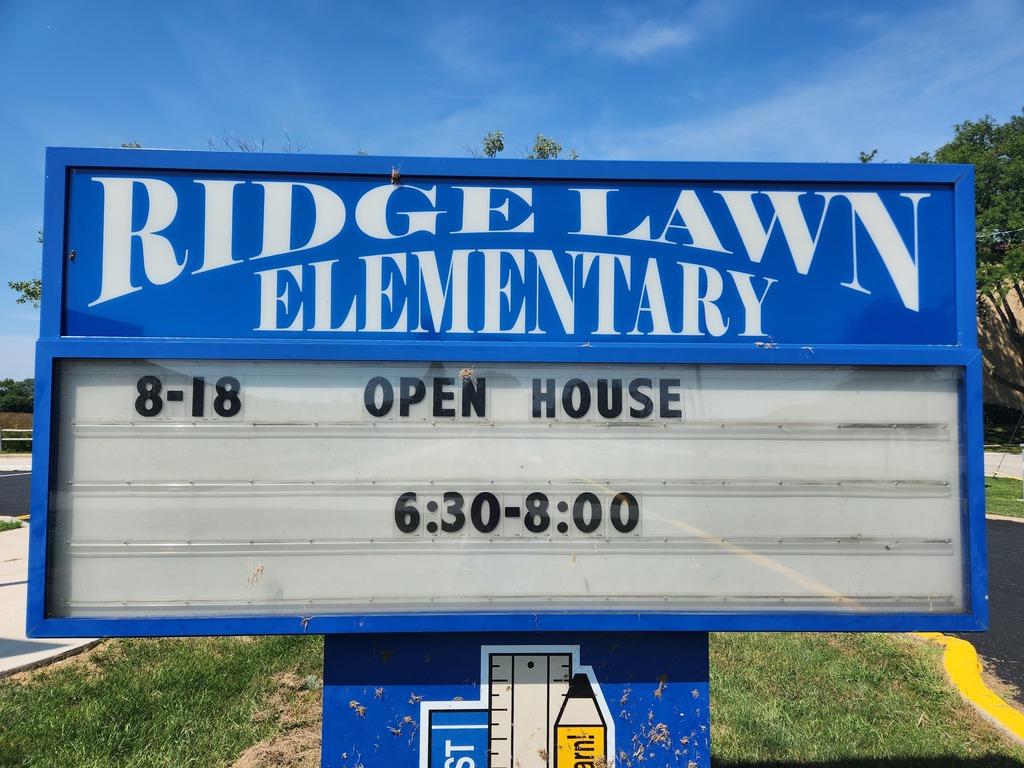 RIDGE LAWN
ELEMENTARY
8-18 OPEN HOUSE
6:30-8:00